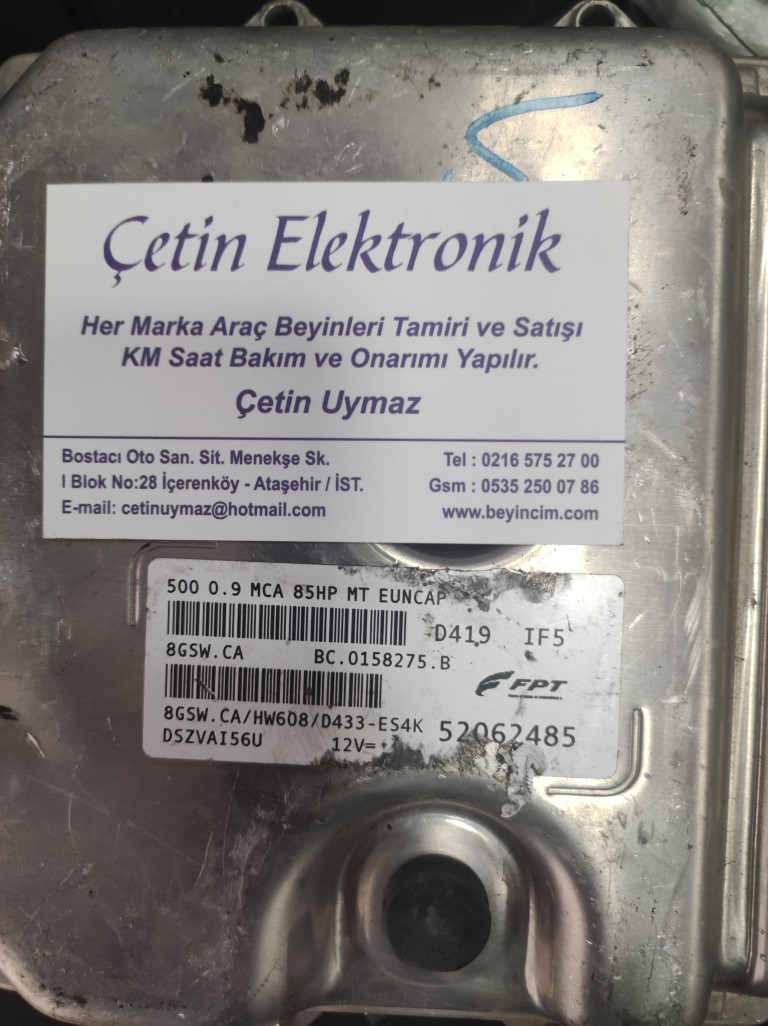 Çetin Elektronik
Her Marka Araç Beyinleri Tamiri ve Satışı
KM Saat Bakım ve Onarımı Yapılır.
Çetin Uymaz
Bostacı Oto San. Sit. Menekşe Sk.
I Blok No:28 İçerenköy - Ataşehir / İST.
E-mail: cetinuymaz@hotmail.com
Tel : 0216 575 27 00
Gsm : 0535 250 07 86
www.beyincim.com
500 0.9 MCA 85HP MT EUNCAP
D419 IF5
8GSW.CA BC.0158275.B
FPT
8GSW.CA/HW608/D433-ES4K 52062485
DSZVAI56U 12V=